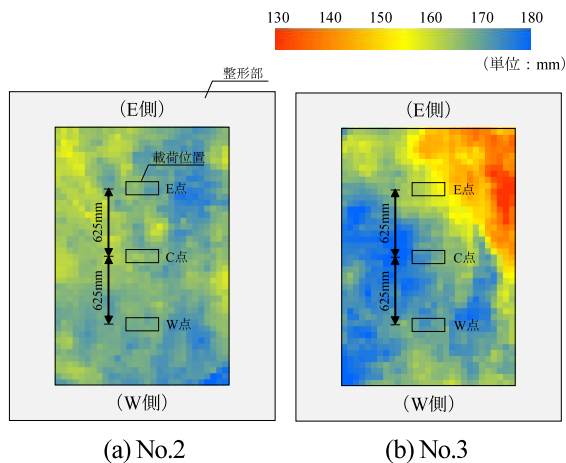 130 140 150 160 170 180
(単位：mm)
整形部
(E側)
載荷位置
E点
625mm
C点
625mm
W点
(W側)
(a) No.2
(E側)
E点
625mm
C点
625mm
W点
(W側)
(b) No.3